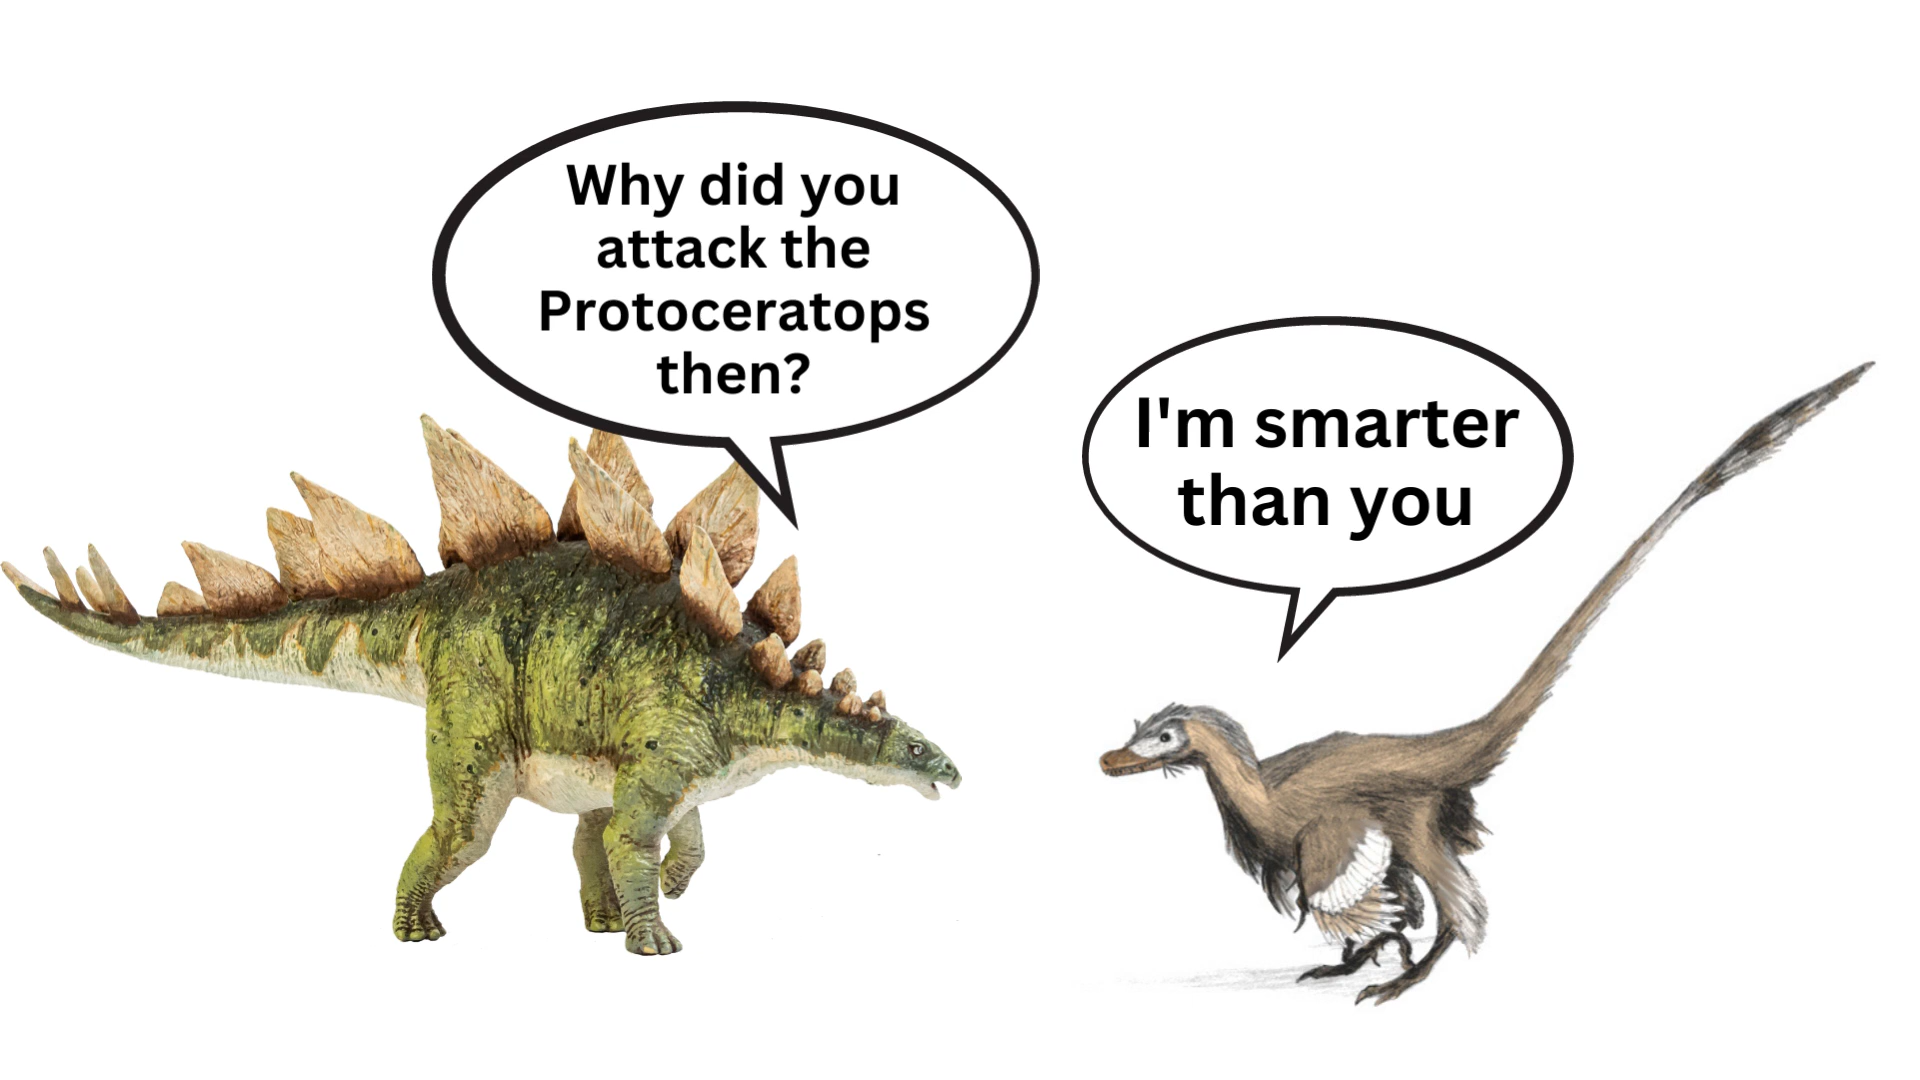 Why did you
attack the
Protoceratops
then?
I'm smarter
than you